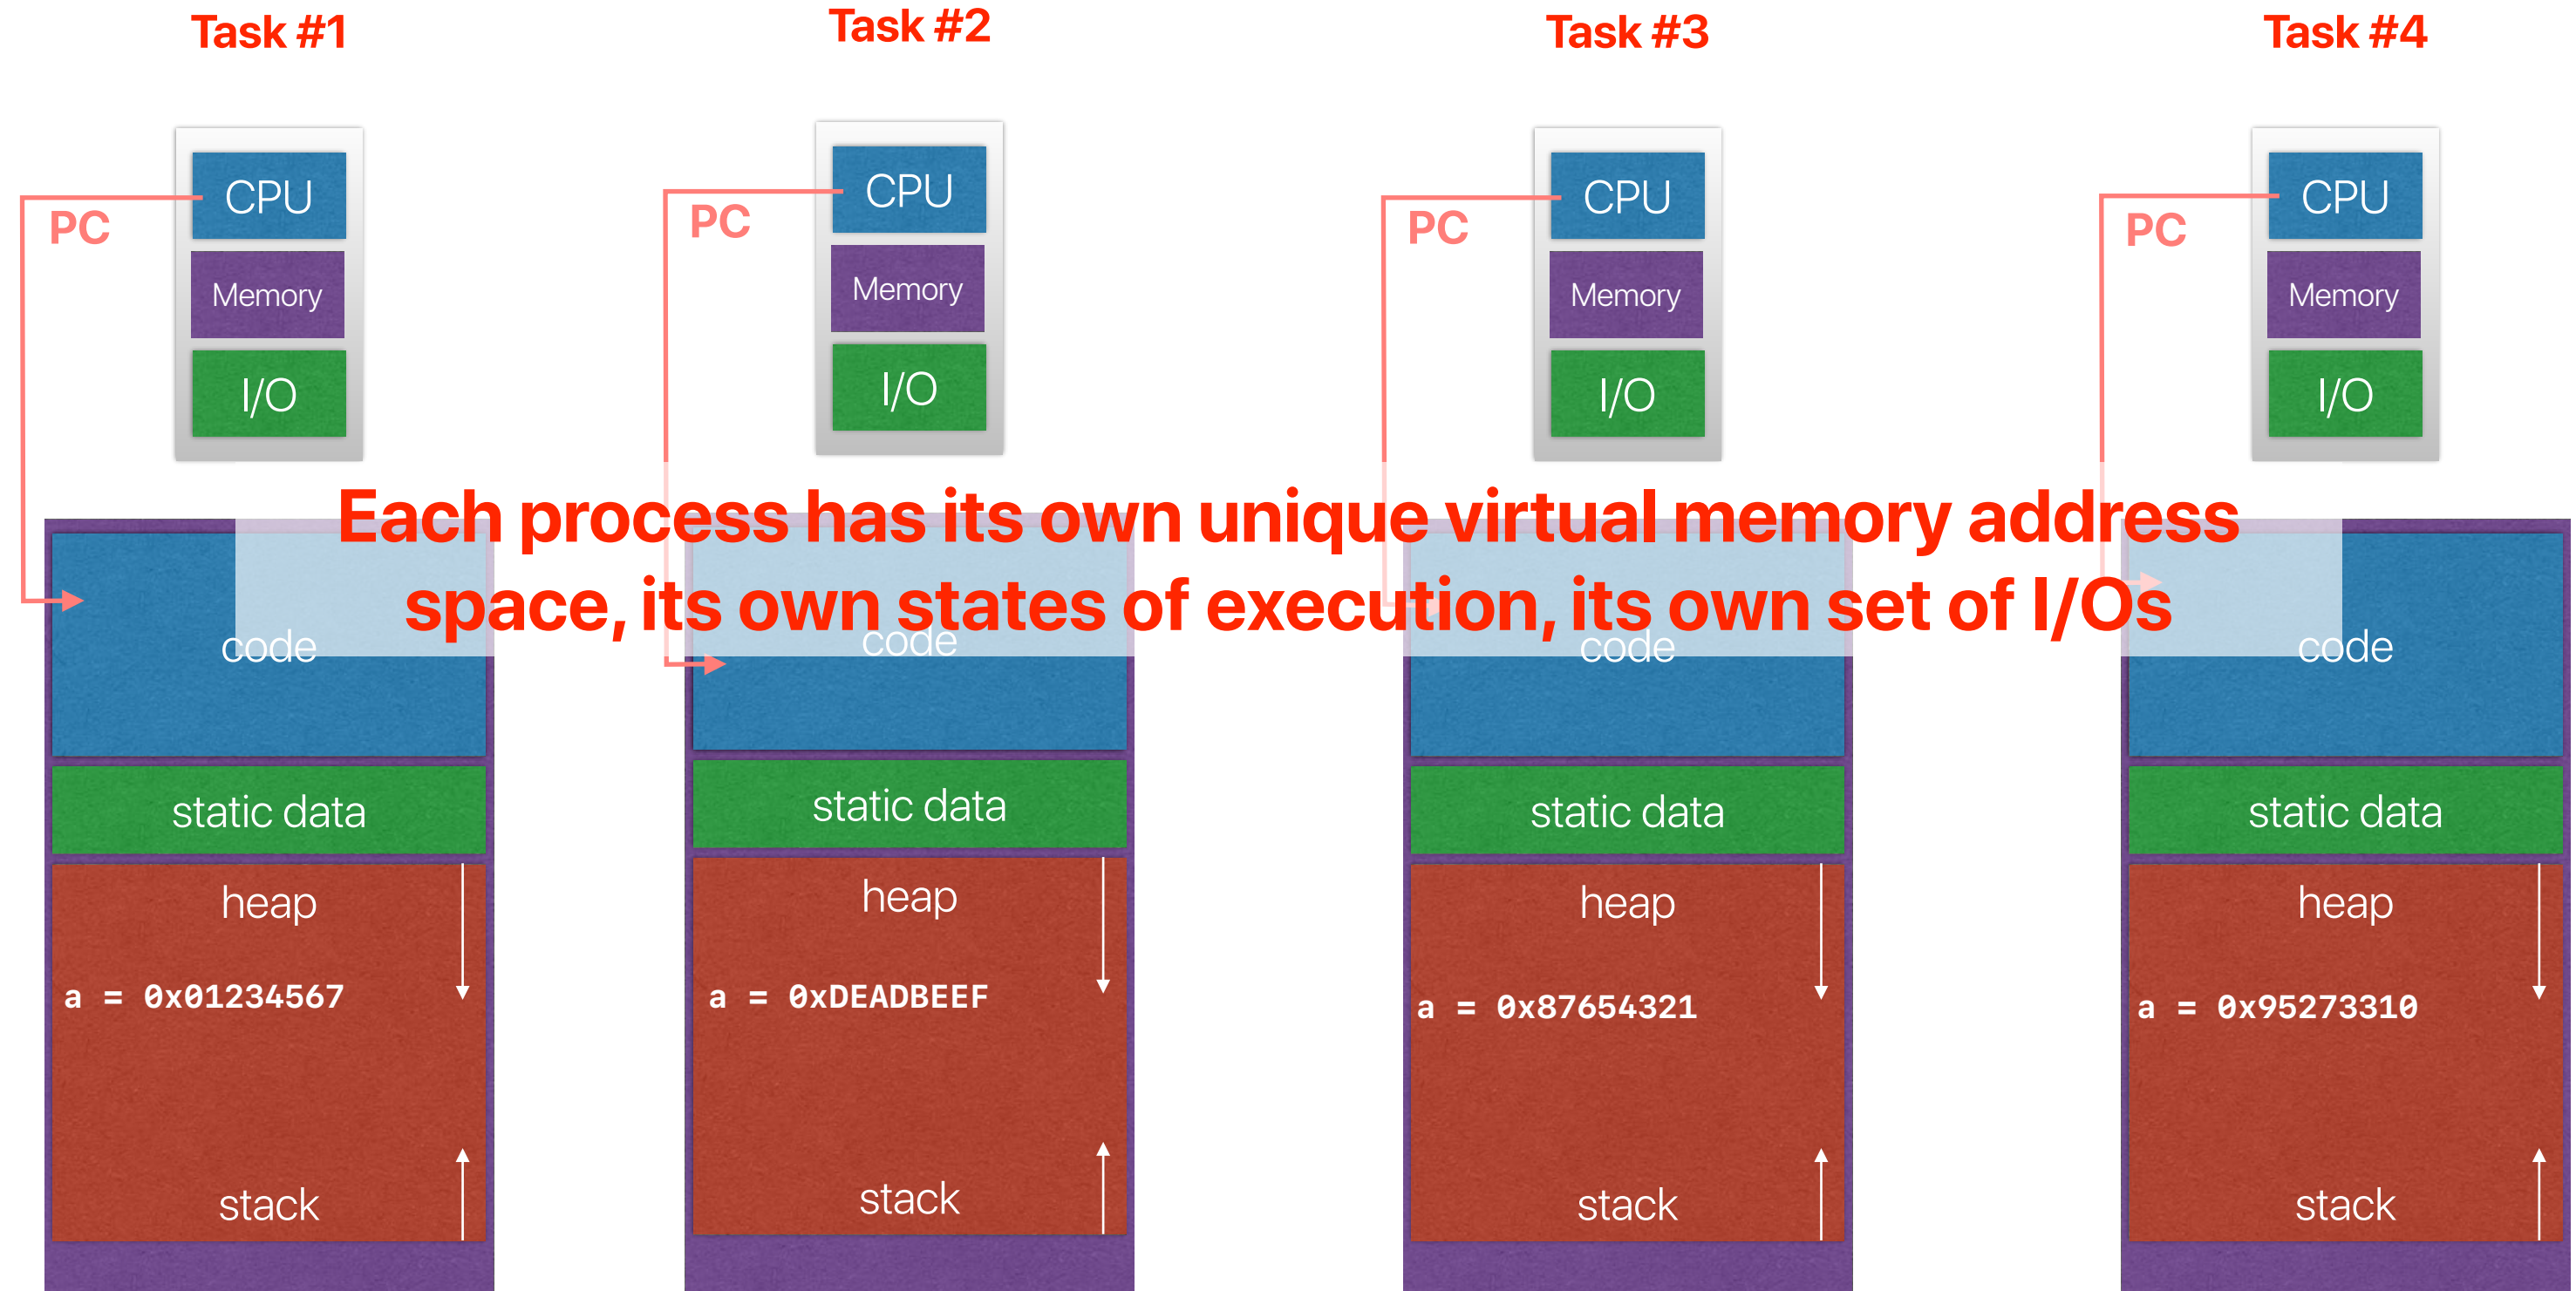 Task #1
Task #2
Task #3
Task #4
CPU
PC
Memory
I/O
CPU
PC
Memory
I/O
CPU
PC
Memory
I/O
CPU
PC
Memory
I/O
Each process has its own unique virtual memory address
space, its own states of execution, its own set of I/Os
code
static data
heap
a = 0x01234567
stack
code
static data
heap
a = 0xDEADBEEF
stack
code
static data
heap
a = 0x87654321
stack
code
static data
heap
a = 0x95273310
stack